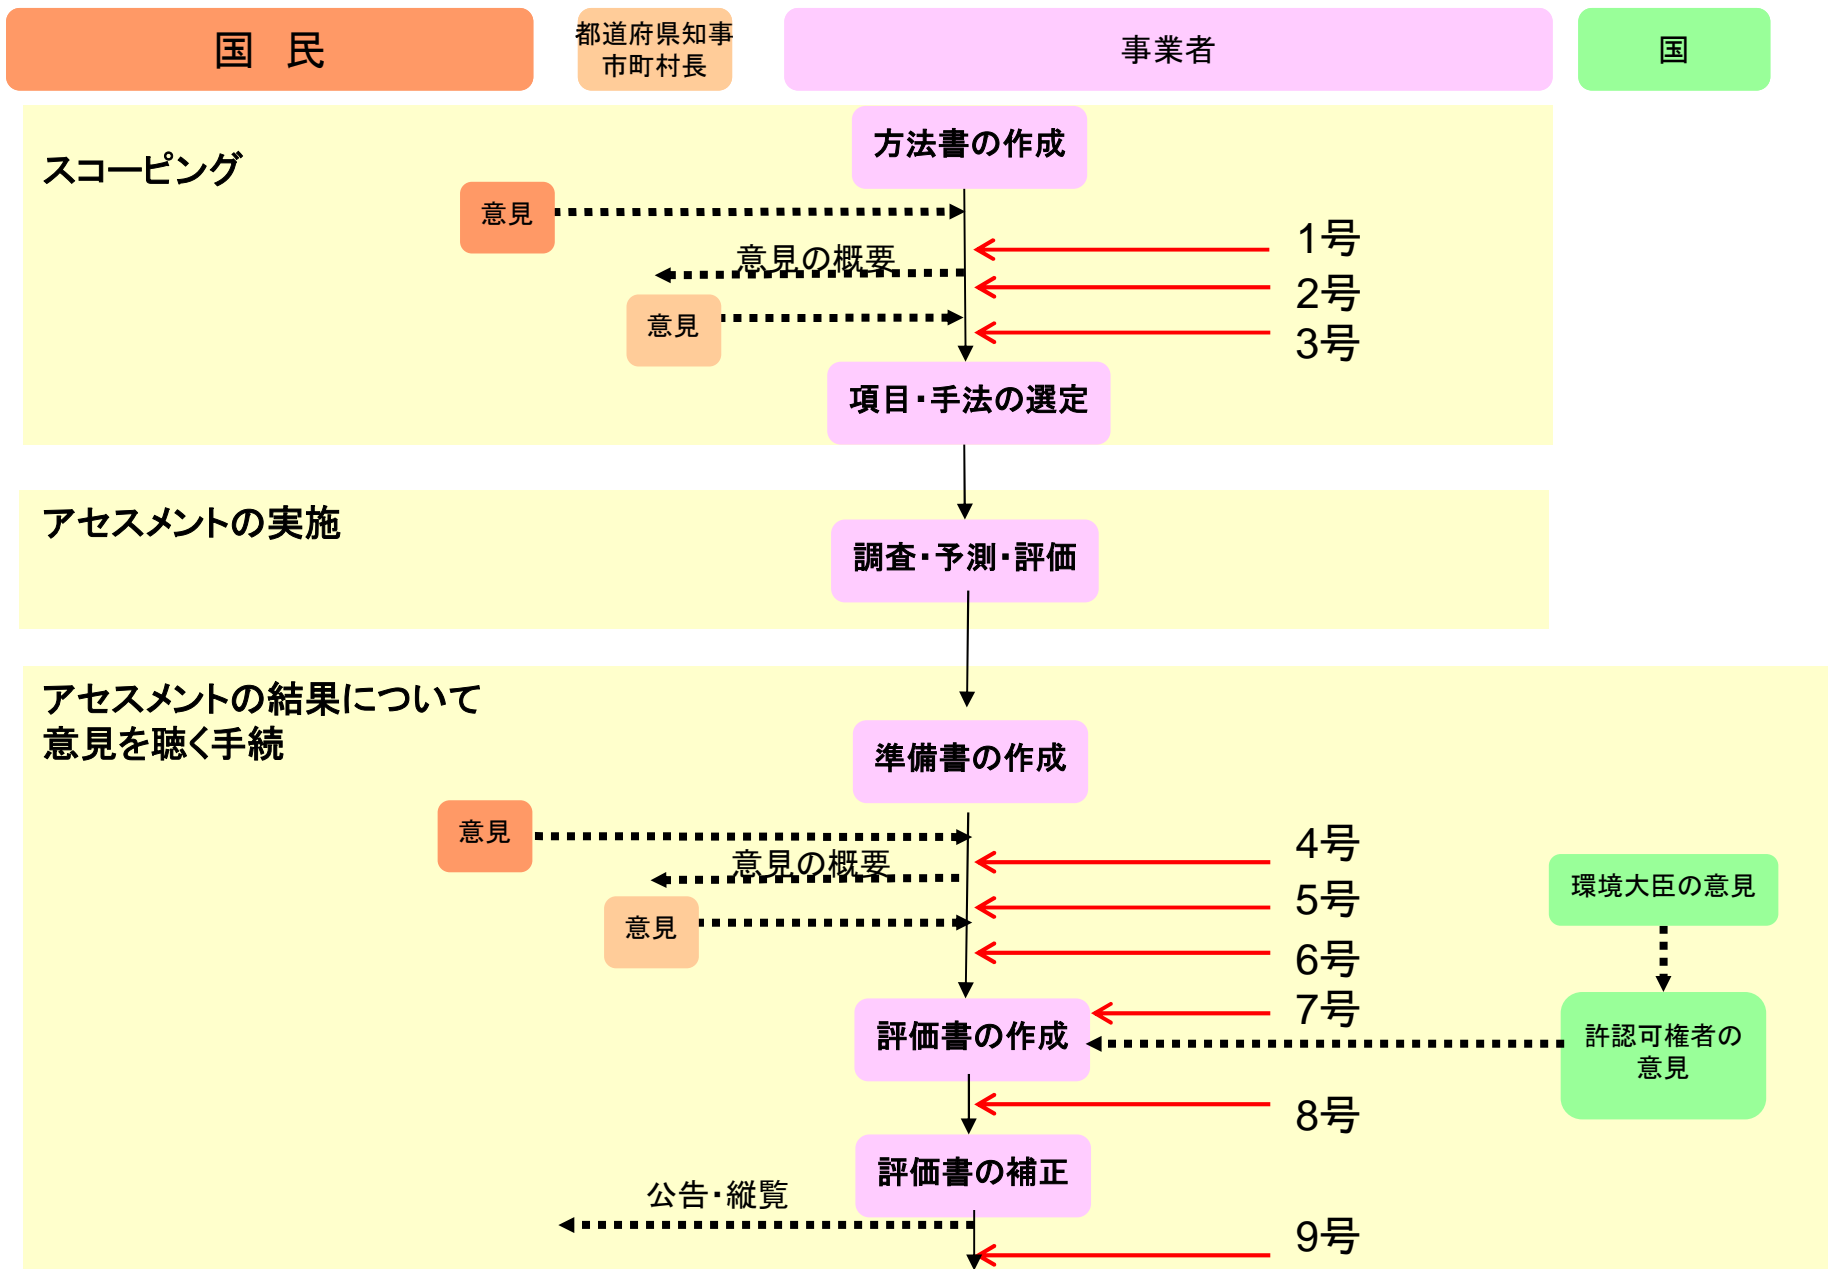 国　民
都道府県知事
市町村長
事業者
国
方法書の作成
スコーピング
意見
1号
意見の概要
2号
意見
3号
項目・手法の選定
アセスメントの実施
調査・予測・評価
アセスメントの結果について
意見を聴く手続
準備書の作成
意見
4号
意見の概要
環境大臣の意見
5号
意見
6号
7号
評価書の作成
許認可権者の
意見
8号
評価書の補正
公告・縦覧
9号